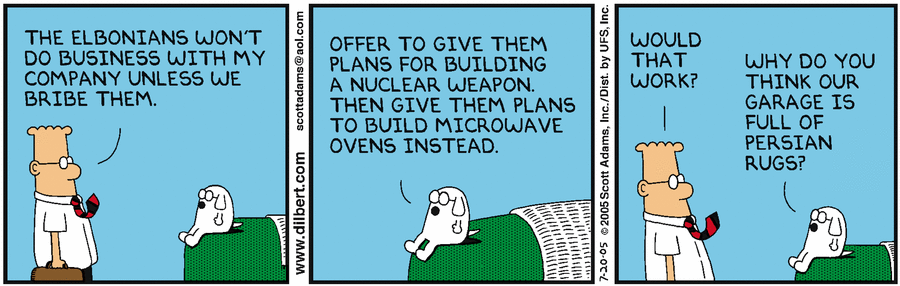 THE ELBONIANS WON'T
DO BUSINESS WITH MY
COMPANY UNLESS WE
BRIBE THEM.
www.dilbert.com
scottadams@aol.com
OFFER TO GIVE THEM
PLANS FOR BUILDING
A NUCLEAR WEAPON.
THEN GIVE THEM PLANS
TO BUILD MICROWAVE
OVENS INSTEAD.
7-20-05 ©2005 Scott Adams, Inc./Dist. by UFS, Inc.
WOULD
THAT
WORK?
WHY DO YOU
THINK OUR
GARAGE IS
FULL OF
PERSIAN
RUGS?